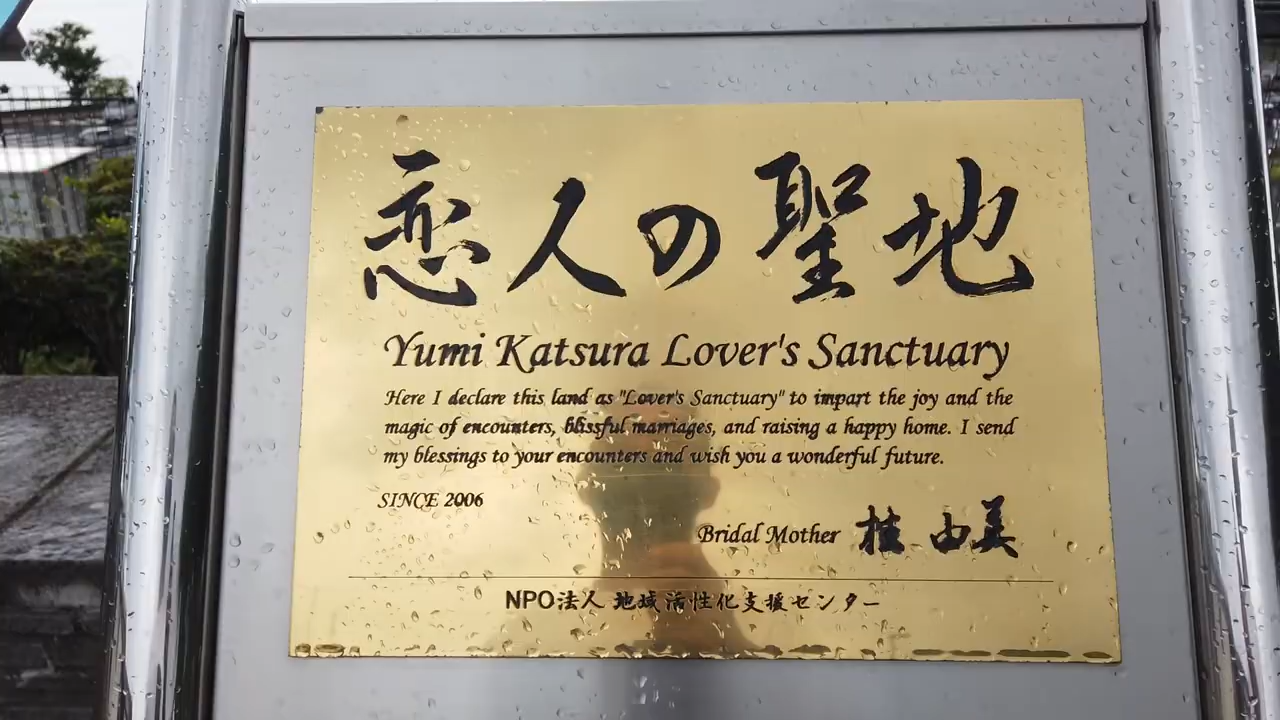 恋人の聖地
Yumi Katsura Lover's Sanctuary
Here I declare this land as "Lover's Sanctuary" to impart the joy and the
magic of encounters, blissful marriages, and raising a happy home. I send
my blessings to your encounters and wish you a wonderful future.
SINCE 2006
Bridal Mother 桂 由美
NPO法人 地域活性化支援センター